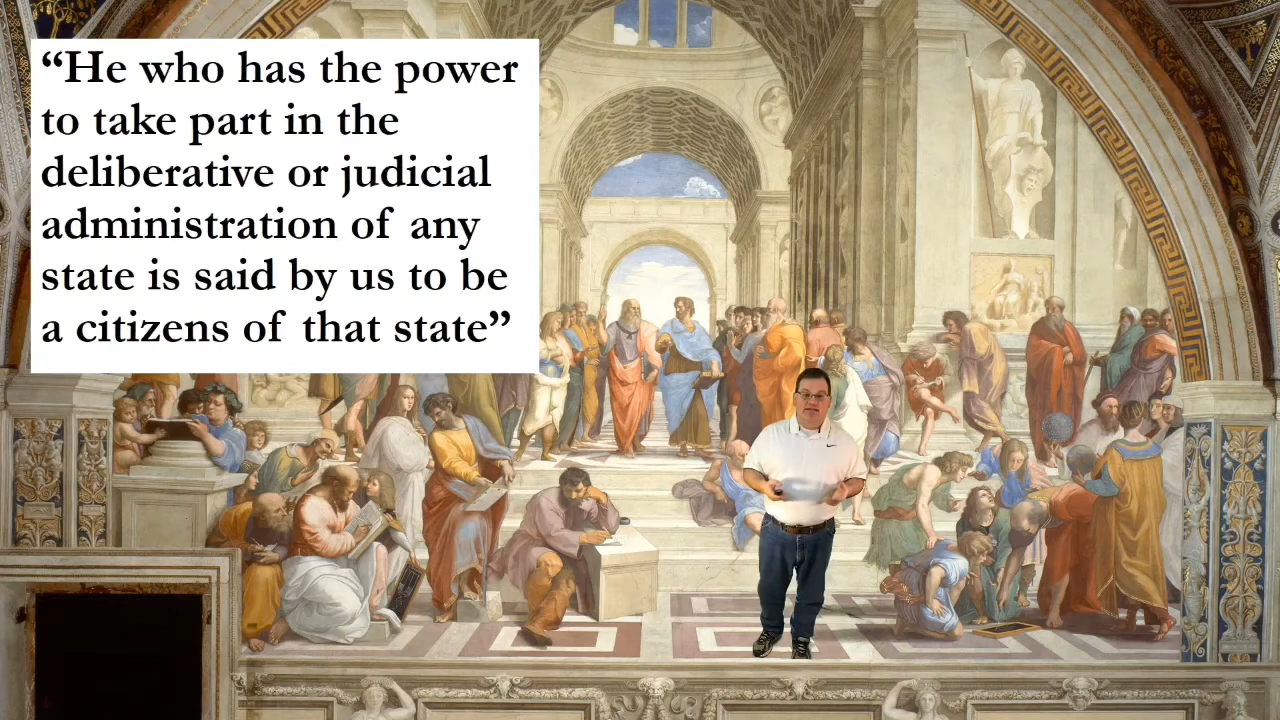 “He who has the power
to take part in the
deliberative or judicial
administration of any
state is said by us to be
a citizens of that state”